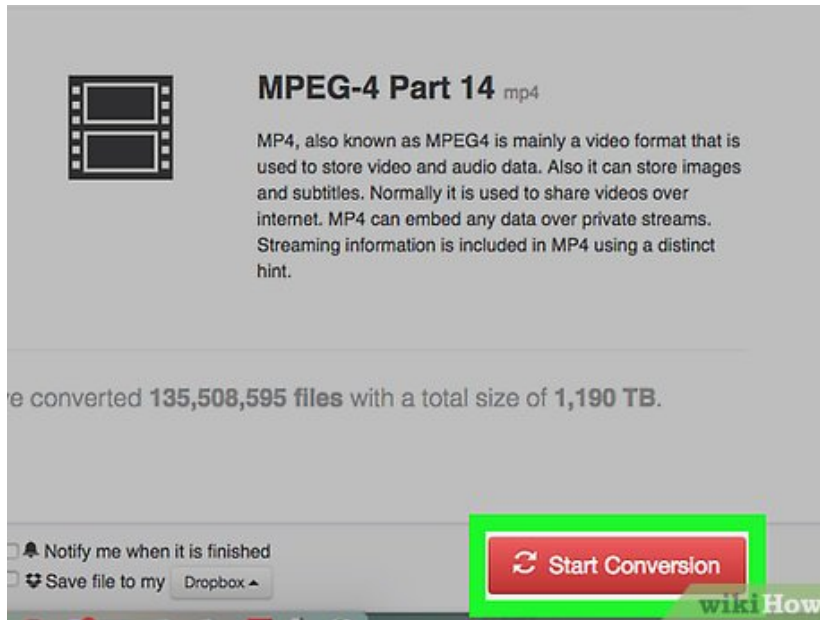 MPEG-4 Part 14 mp4
MP4, also known as MPEG4 is mainly a video format that is
used to store video and audio data. Also it can store images
and subtitles. Normally it is used to share videos over
internet. MP4 can embed any data over private streams.
Streaming information is included in MP4 using a distinct
hint.
e converted 135,508,595 files with a total size of 1,190 TB.
Notify me when it is finished
Save file to my Dropbox
Start Conversion
wikiHow